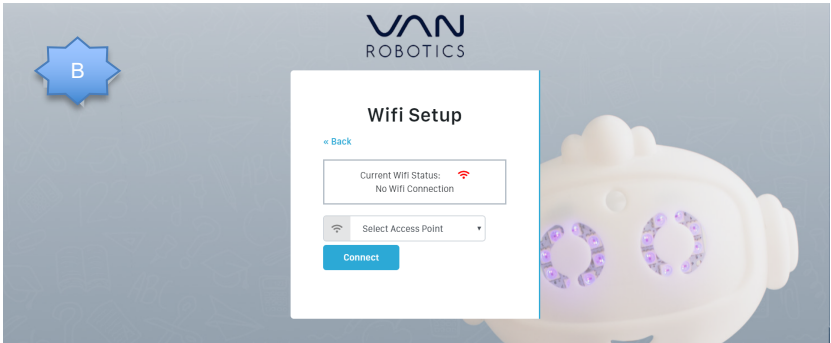 VAN
ROBOTICS
B
Wifi Setup
« Back
Current Wifi Status:
No Wifi Connection
Select Access Point
Connect